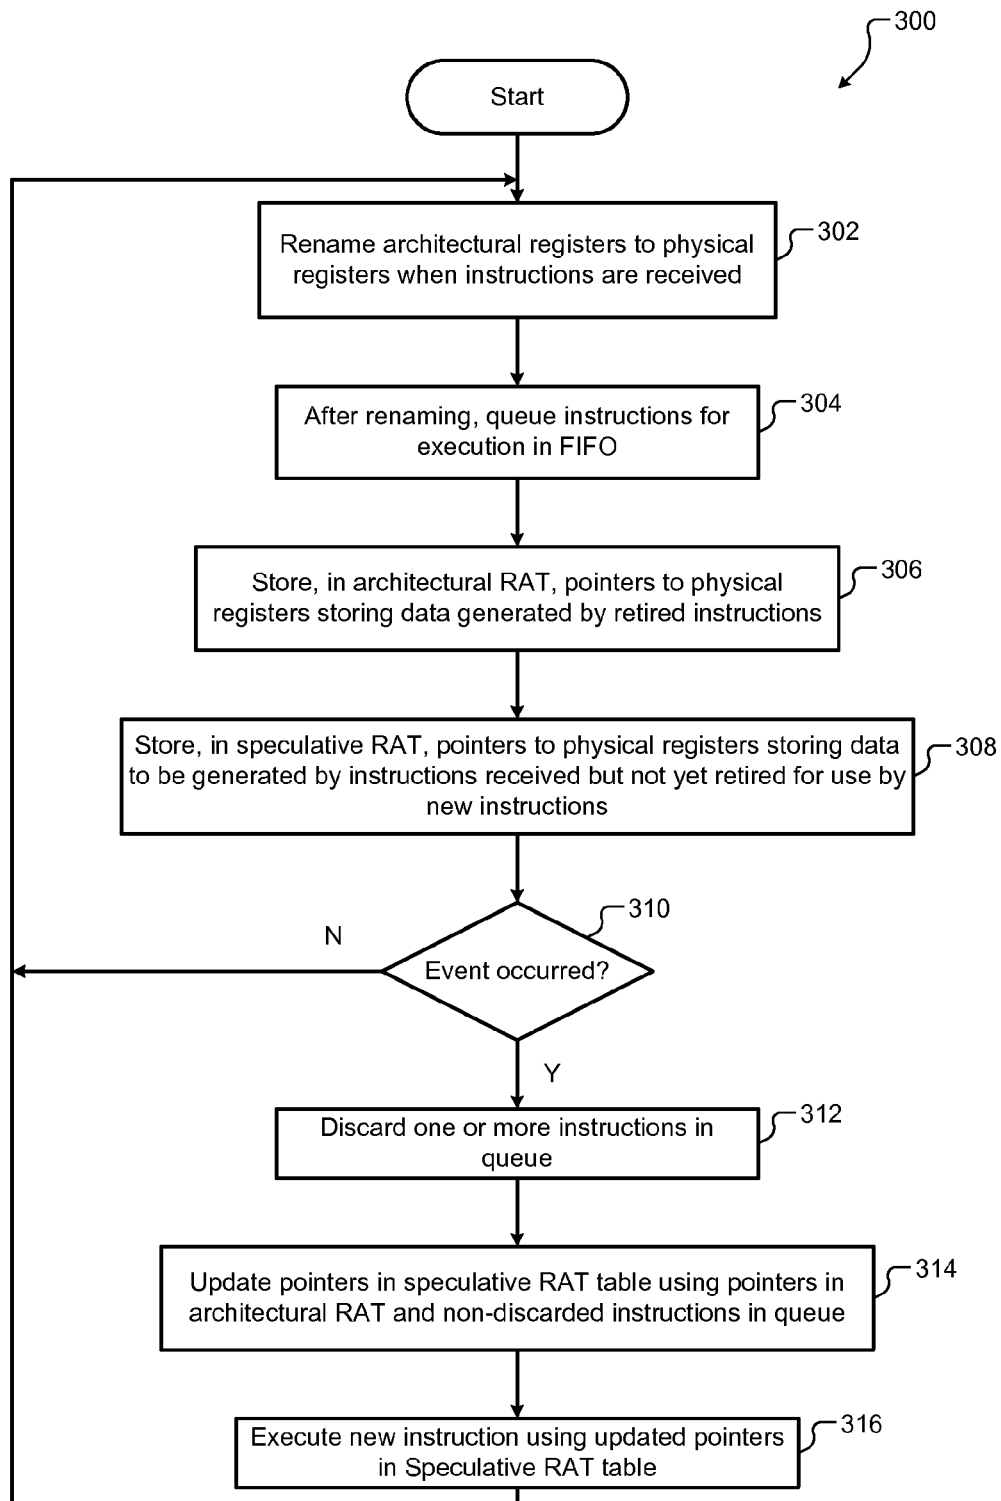 300
Start
Rename architectural registers to physical
registers when instructions are received
302
After renaming, queue instructions for
execution in FIFO
304
Store, in architectural RAT, pointers to physical
registers storing data generated by retired instructions
306
Store, in speculative RAT, pointers to physical registers storing data
to be generated by instructions received but not yet retired for use by
new instructions
308
Event occurred?
310
N
Y
Discard one or more instructions in
queue
312
Update pointers in speculative RAT table using pointers in
architectural RAT and non-discarded instructions in queue
314
Execute new instruction using updated pointers
in Speculative RAT table
316